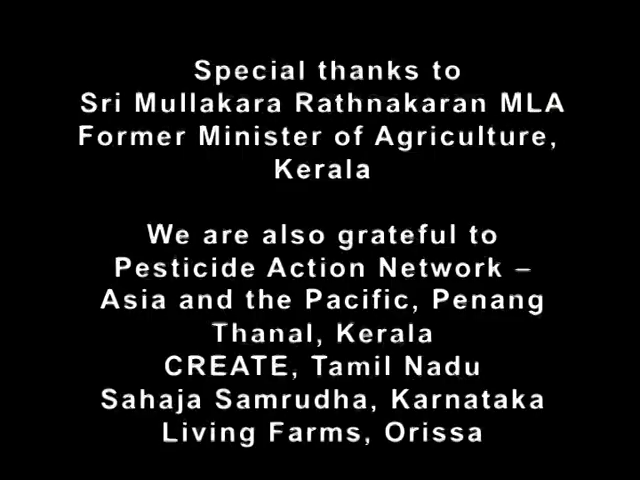 Special thanks to
Sri Mullakara Rathnakaran MLA
Former Minister of Agriculture,
Kerala
We are also grateful to
Pesticide Action Network –
Asia and the Pacific, Penang
Thanal, Kerala
CREATE, Tamil Nadu
Sahaja Samrudha, Karnataka
Living Farms, Orissa